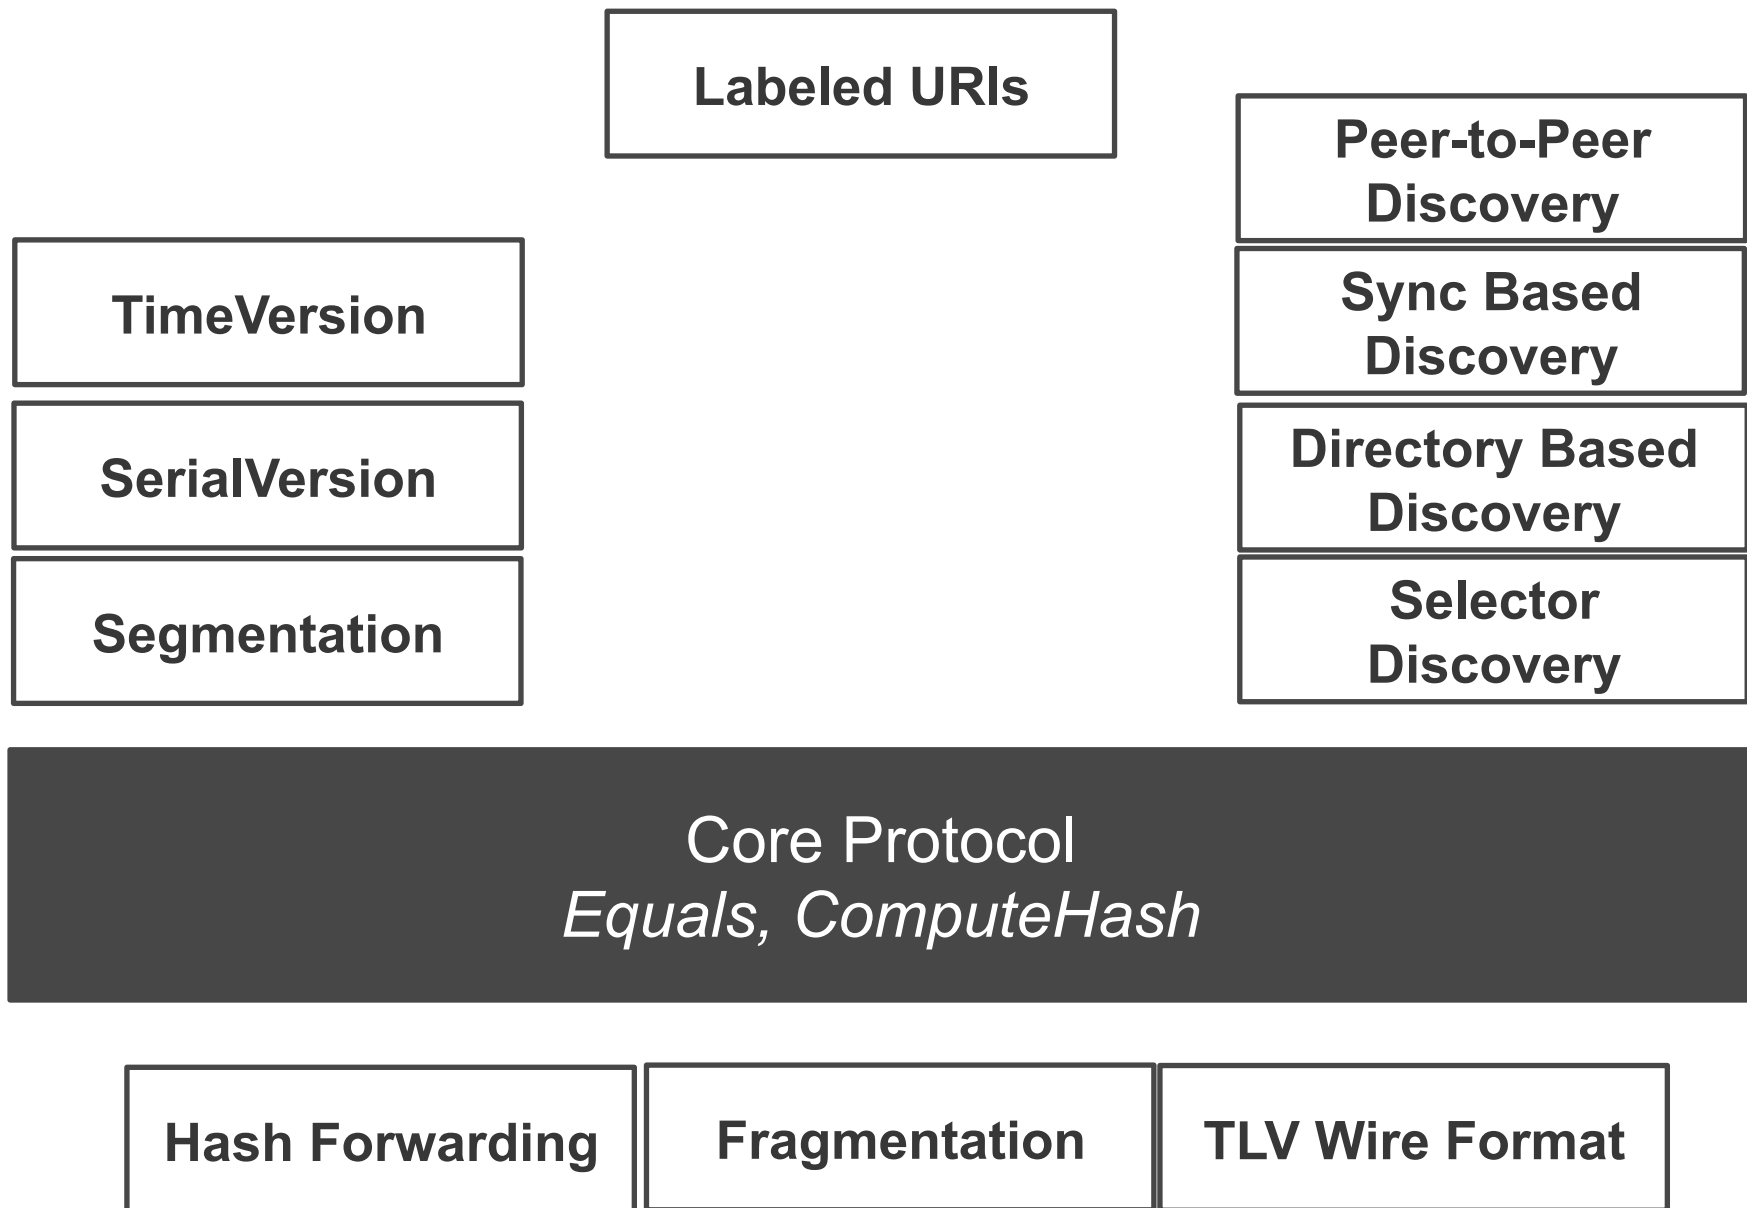 Labeled URIs
Peer-to-Peer
Discovery
TimeVersion
Sync Based
Discovery
SerialVersion
Directory Based
Discovery
Segmentation
Selector
Discovery
Core Protocol
Equals, ComputeHash
Hash Forwarding
Fragmentation
TLV Wire Format